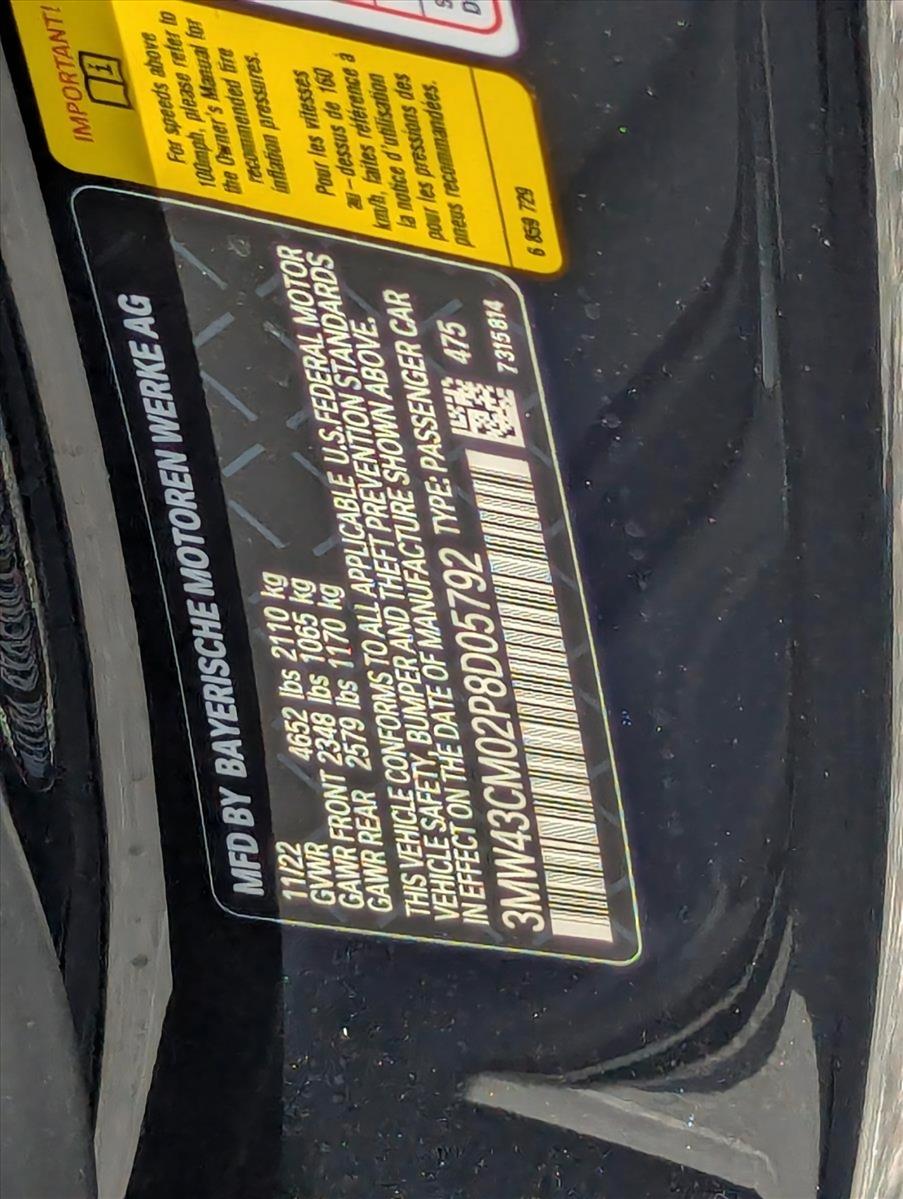 IMPORTANT!
For speeds above
100mph, please refer to
the Owner's Manual for
recommended tire
inflation pressures.
Pour les vitesses
au-dessus de 160
km/h, faites référence à
la notice d'utilisation
pour les pressions des
pneus recommandées.
6 859 729
MFD BY BAYERISCHE MOTOREN WERKE AG
11/22
GVWR 4652 lbs 2110 kg
GAWR FRONT 2348 lbs 1065 kg
GAWR REAR 2579 lbs 1170 kg
THIS VEHICLE CONFORMS TO ALL APPLICABLE U.S. FEDERAL MOTOR
VEHICLE SAFETY, BUMPER AND THEFT PREVENTION STANDARDS
IN EFFECT ON THE DATE OF MANUFACTURE SHOWN ABOVE.
3MW43CM02P8D05792 TYPE: PASSENGER CAR
475
7315814